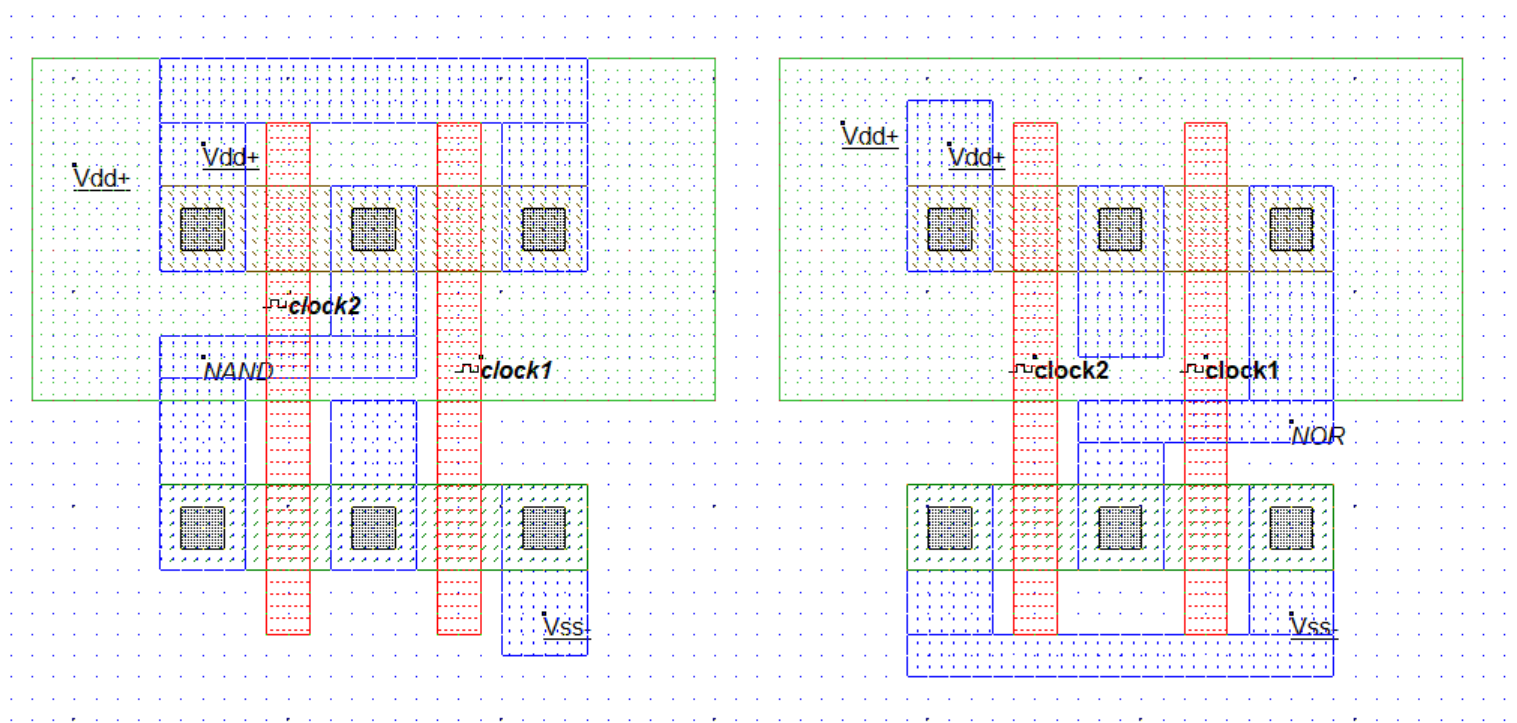 Vdd+
Vdd+
clock2
NAND
clock1
Vss-
Vdd+
Vdd+
clock2
clock1
NOR
Vss-